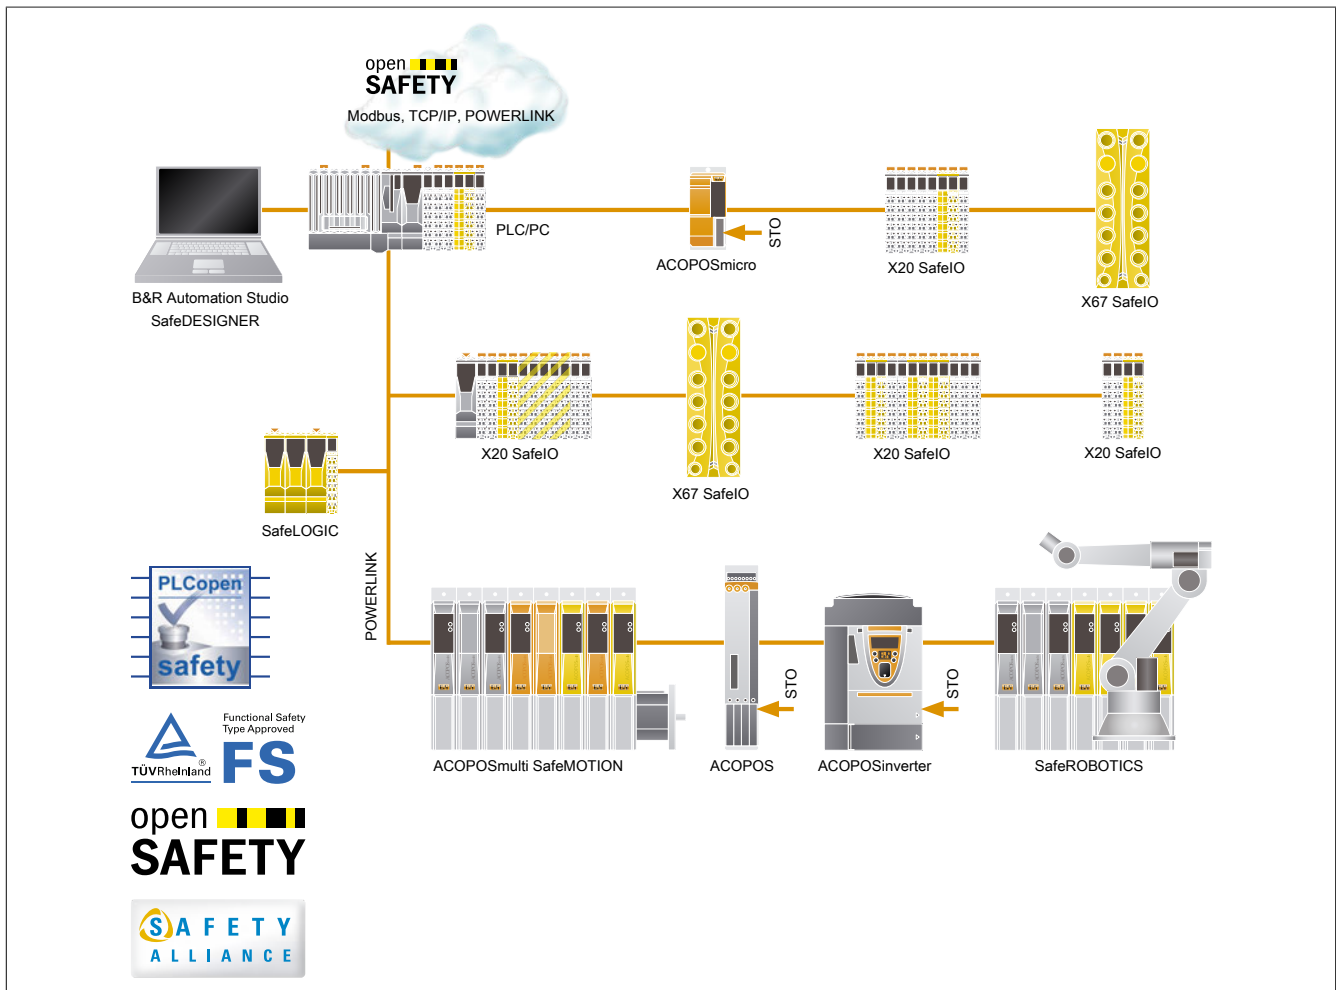 open
SAFETY
Modbus, TCP/IP, POWERLINK
PLC/PC
STO
ACOPOSmicro
X20 SafeIO
X67 SafeIO
B&R Automation Studio
SafeDESIGNER
X20 SafeIO
X67 SafeIO
X20 SafeIO
X20 SafeIO
SafeLOGIC
POWERLINK
STO
STO
ACOPOSmulti SafeMOTION
ACOPOS
ACOPOSinverter
SafeROBOTICS
PLCopen
safety
TÜVRheinland®
Functional Safety
Type Approved
FS
open
SAFETY
SAFETY
ALLIANCE